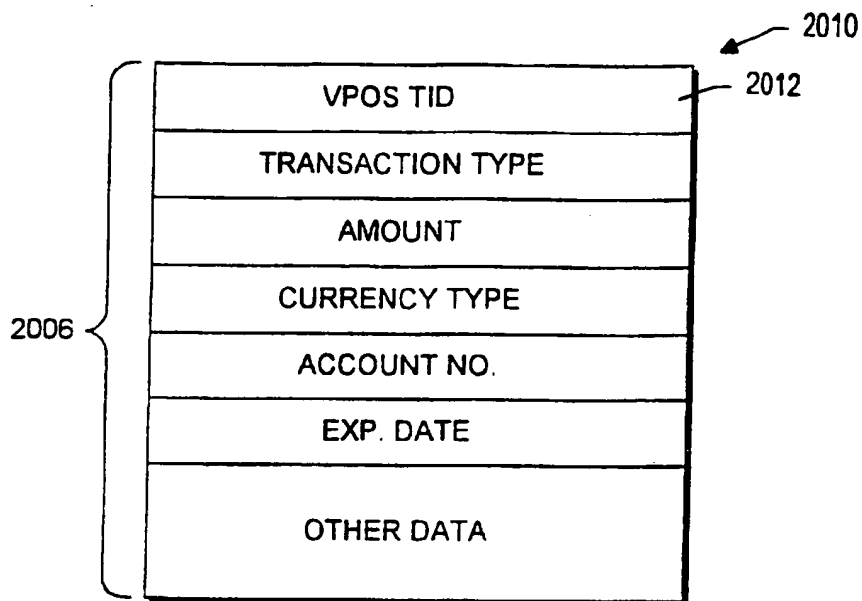 2010
VPOS TID
2012
TRANSACTION TYPE
AMOUNT
CURRENCY TYPE
2006
ACCOUNT NO.
EXP. DATE
OTHER DATA